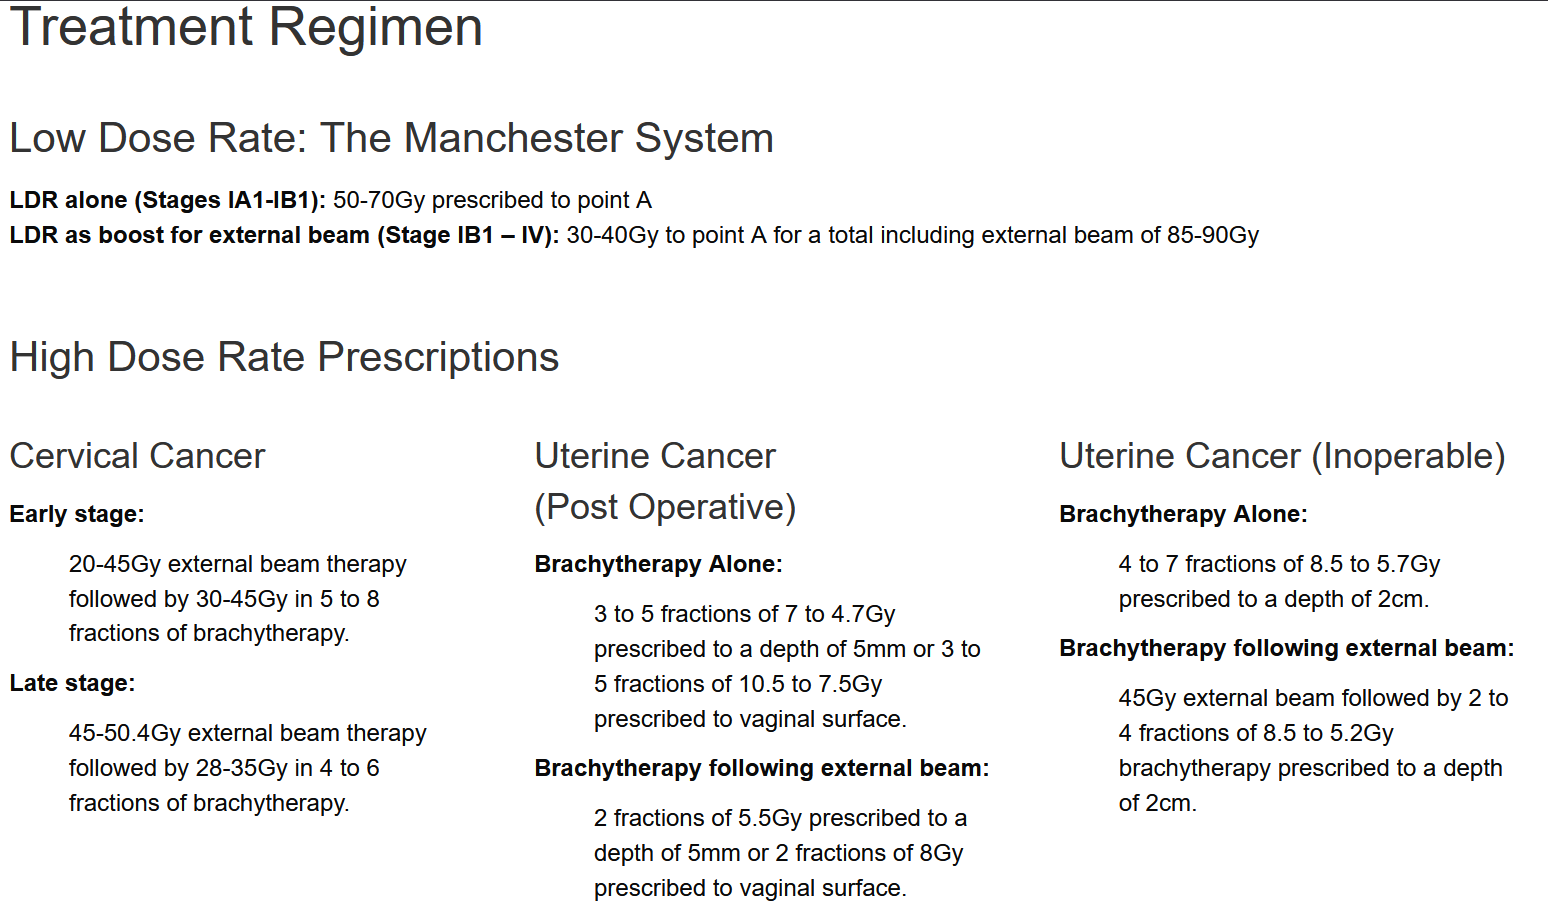 Treatment Regimen
Low Dose Rate: The Manchester System
LDR alone (Stages IA1-IB1): 50-70Gy prescribed to point A
LDR as boost for external beam (Stage IB1 – IV): 30-40Gy to point A for a total including external beam of 85-90Gy
High Dose Rate Prescriptions
Cervical Cancer
Early stage:
20-45Gy external beam therapy
followed by 30-45Gy in 5 to 8
fractions of brachytherapy.
Late stage:
45-50.4Gy external beam therapy
followed by 28-35Gy in 4 to 6
fractions of brachytherapy.
Uterine Cancer
(Post Operative)
Brachytherapy Alone:
3 to 5 fractions of 7 to 4.7Gy
prescribed to a depth of 5mm or 3 to
5 fractions of 10.5 to 7.5Gy
prescribed to vaginal surface.
Brachytherapy following external beam:
2 fractions of 5.5Gy prescribed to a
depth of 5mm or 2 fractions of 8Gy
prescribed to vaginal surface.
Uterine Cancer (Inoperable)
Brachytherapy Alone:
4 to 7 fractions of 8.5 to 5.7Gy
prescribed to a depth of 2cm.
Brachytherapy following external beam:
45Gy external beam followed by 2 to
4 fractions of 8.5 to 5.2Gy
brachytherapy prescribed to a depth
of 2cm.